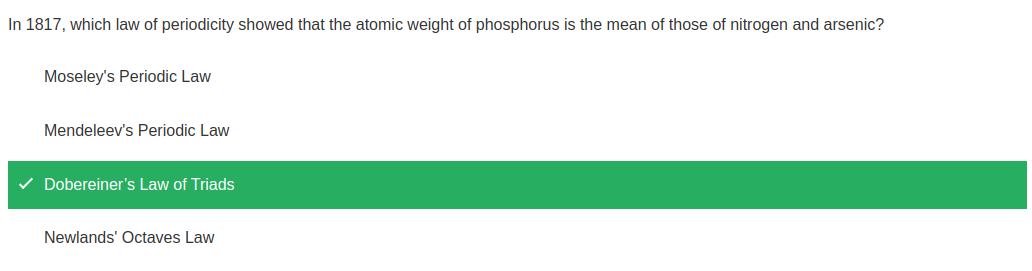 In 1817, which law of periodicity showed that the atomic weight of phosphorus is the mean of those of nitrogen and arsenic?
Moseley's Periodic Law
Mendeleev's Periodic Law
Dobereiner’s Law of Triads
Newlands' Octaves Law